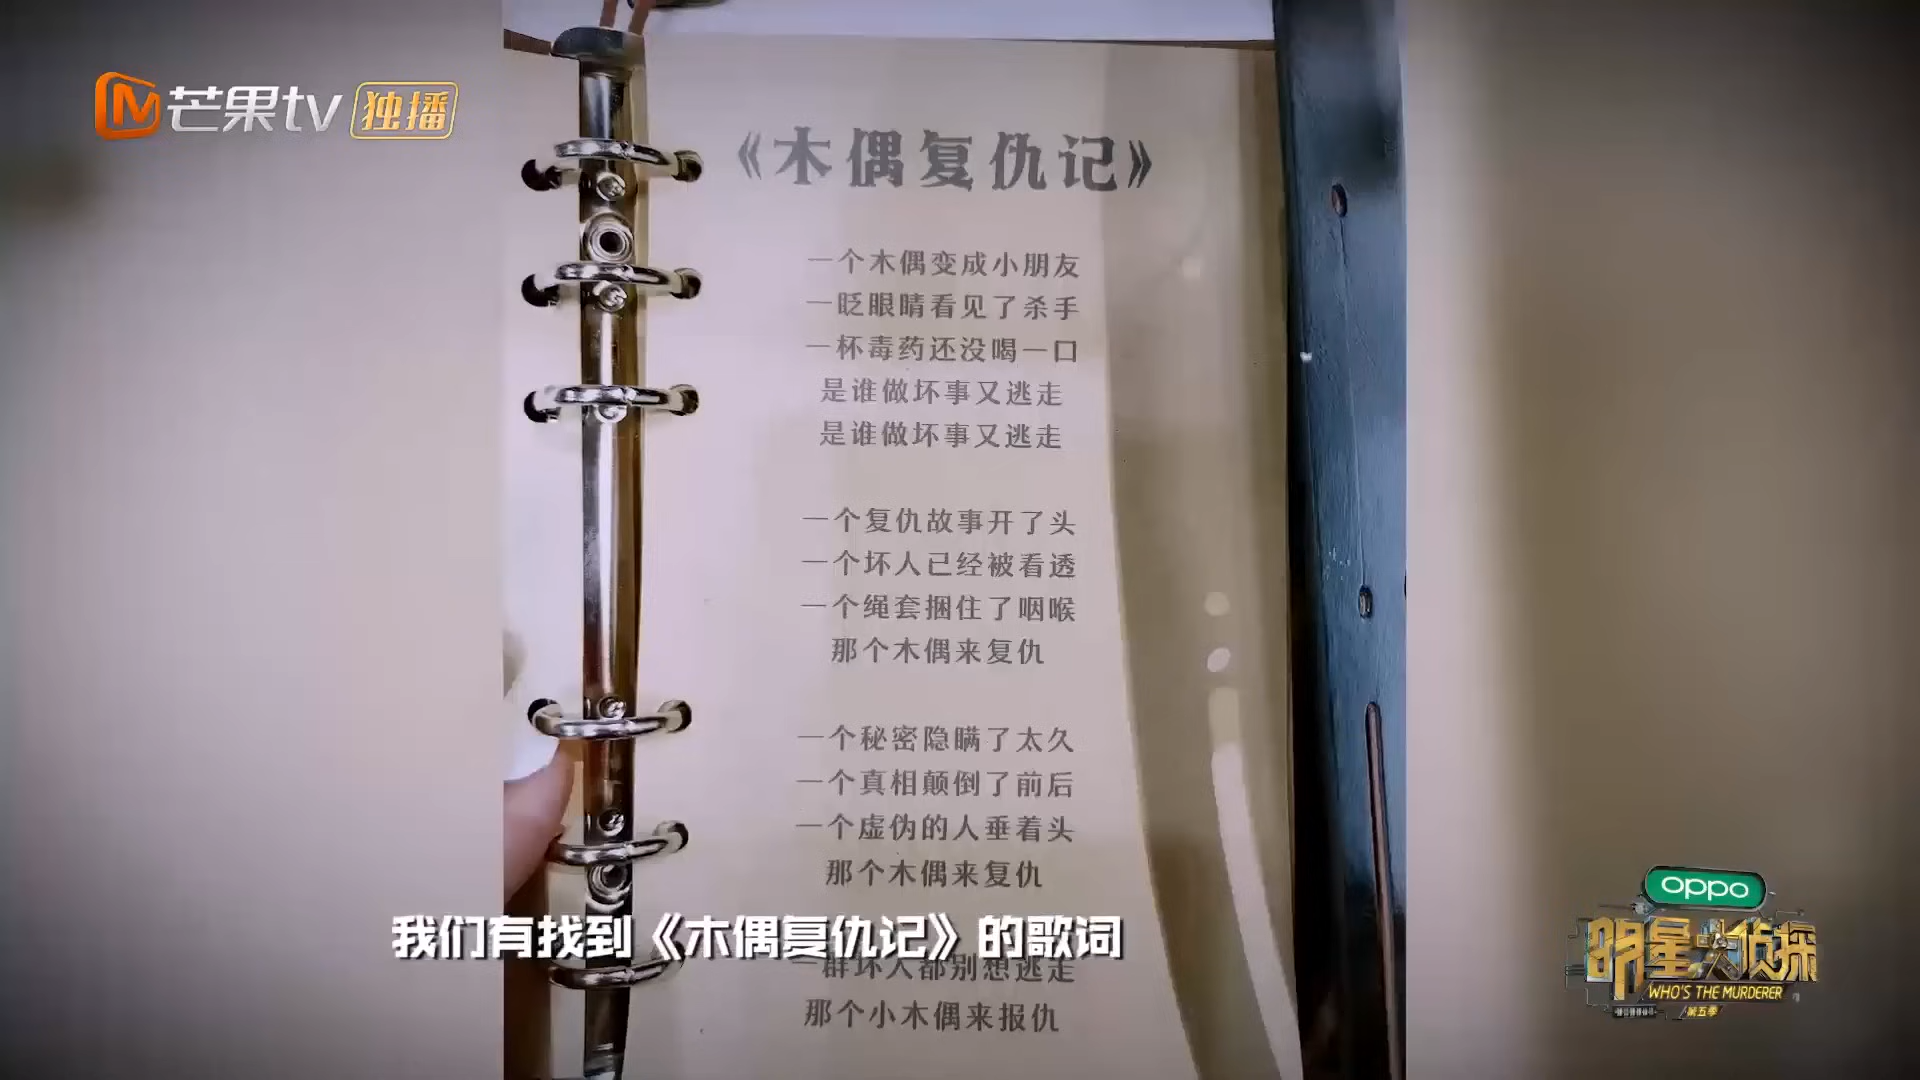 芒果tv 独播
《木偶复仇记》
一个木偶变成小朋友
一眨眼睛看见了杀手
一杯毒药还没喝一口
是谁做坏事又逃走
是谁做坏事又逃走
一个复仇故事开了头
一个坏人已经被看透
一个绳套捆住了咽喉
那个木偶来复仇
一个秘密隐瞒了太久
一个真相颠倒了前后
一个虚伪的人垂着头
那个木偶来复仇
我们有找到《木偶复仇记》的歌词
一群坏人都别想逃走
那个小木偶来报仇
oppo
明星大侦探
WHO'S THE MURDERER
第五季